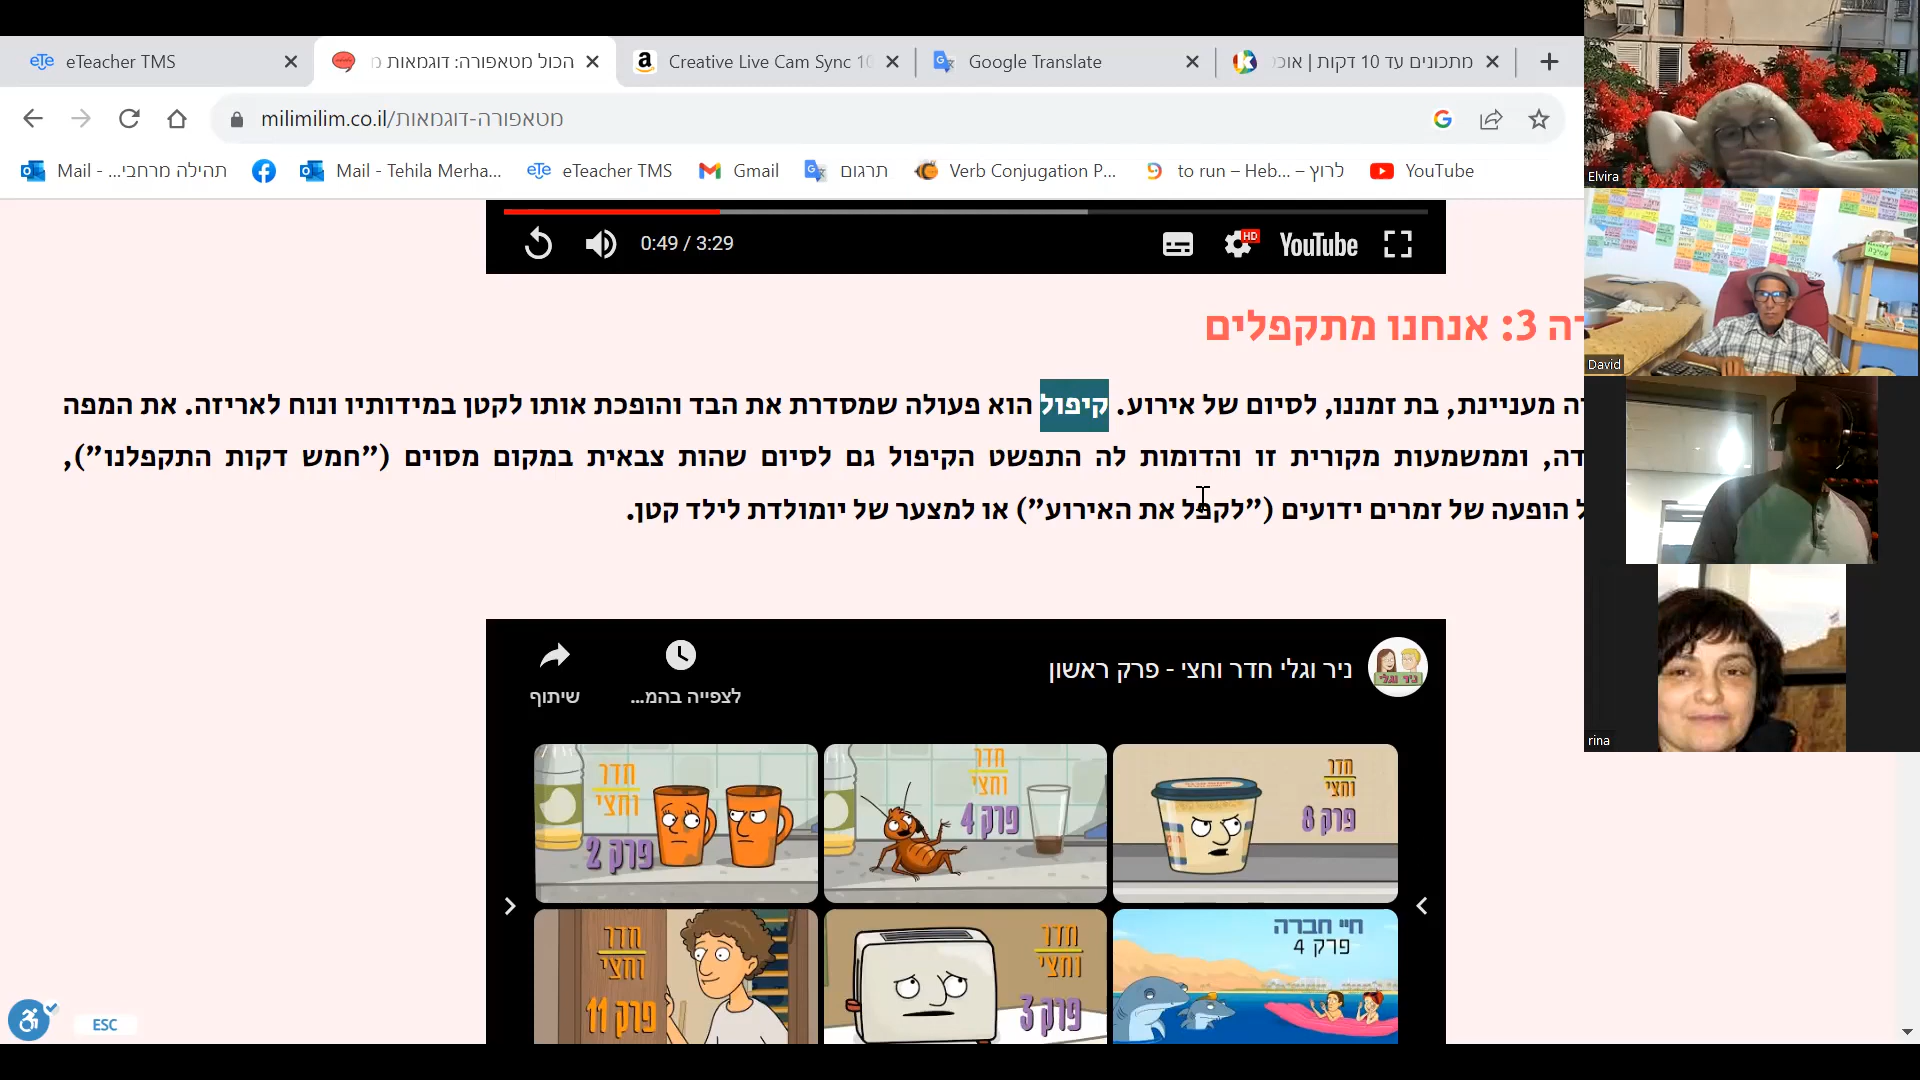 eTeacher TMS
הכול מטאפורה: דוגמאות מ
Creative Live Cam Sync 10
Google Translate
מתכונים עד 10 דקות | אוכ
milimilim.co.il/מטאפורה-דוגמאות
Mail - ...תהילה מרחבי
Mail - Tehila Merha...
eTeacher TMS
Gmail
תרגום
Verb Conjugation P...
to run – Heb... – לרוץ
YouTube
0:49 / 3:29
HD
YouTube
רה 3: אנחנו מתקפלים
יה מעניינת, בת זמננו, לסיום של אירוע. קיפול הוא פעולה שמסדרת את הבד והופכת אותו לקטן במידותיו ונוח לאריזה. את המפה
דה, וממשמעות מקורית זו והדומות לה התפשט הקיפול גם לסיום שהות צבאית במקום מסוים ("חמש דקות התקפלנו"),
ל הופעה של זמרים ידועים ("לקפל את האירוע") או למצער של יומולדת לילד קטן.
ניר וגלי חדר וחצי - פרק ראשון
לצפייה בהמ...
שיתוף
ניר וגלי
חדר
וחצי
פרק 2
חדר
וחצי
פרק 4
חדר
וחצי
פרק 8
חדר
וחצי
פרק 11
חדר
וחצי
פרק 3
חיי חברה
פרק 4
ESC
Elvira
David
rina